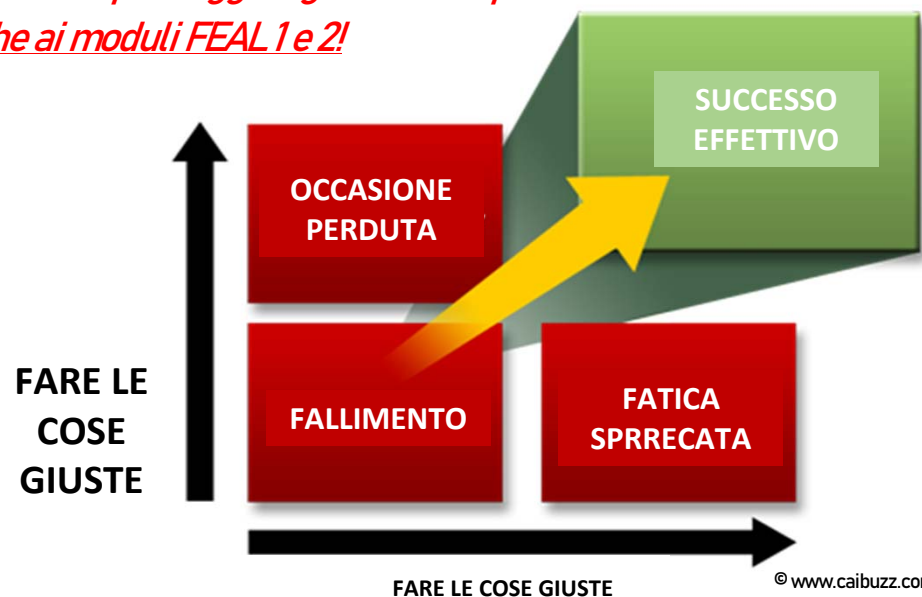 he ai moduli FEAL 1 e 2!
SUCCESSO
EFFETTIVO
OCCASIONE
PERDUTA
FARE LE
COSE
GIUSTE
FALLIMENTO
FATICA
SPRRECATA
FARE LE COSE GIUSTE
© www.caibuzz.co